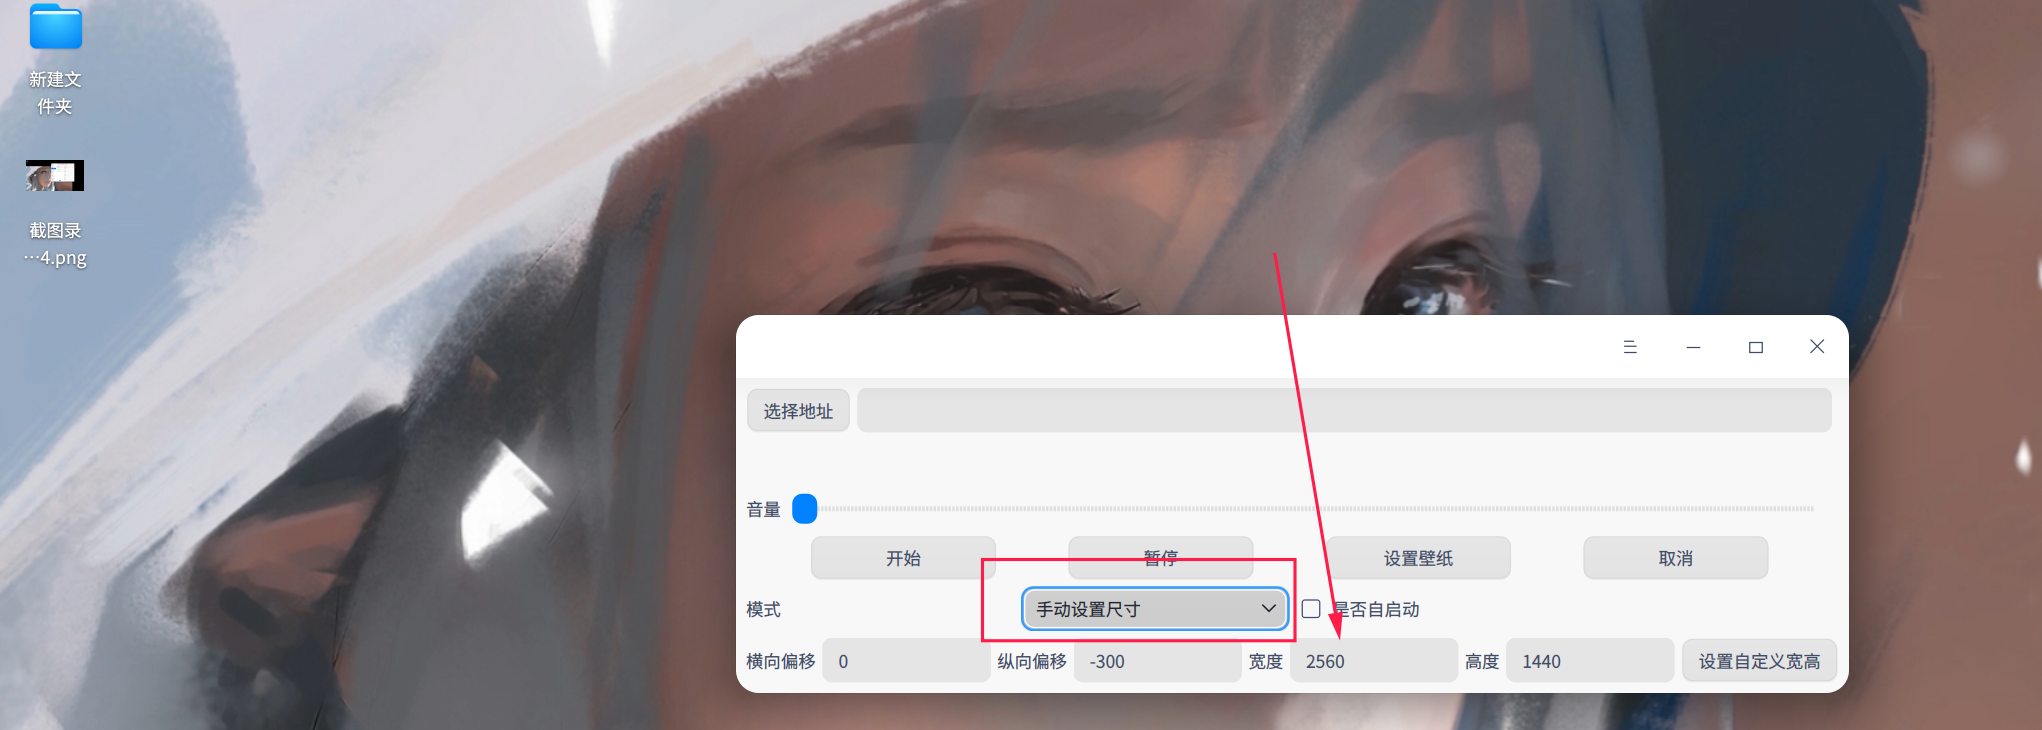 新建文
件夹
截图录
…4.png
选择地址
音量
开始
暂停
设置壁纸
取消
模式
手动设置尺寸
是否自启动
横向偏移 0 纵向偏移 -300 宽度 2560 高度 1440 设置自定义宽高